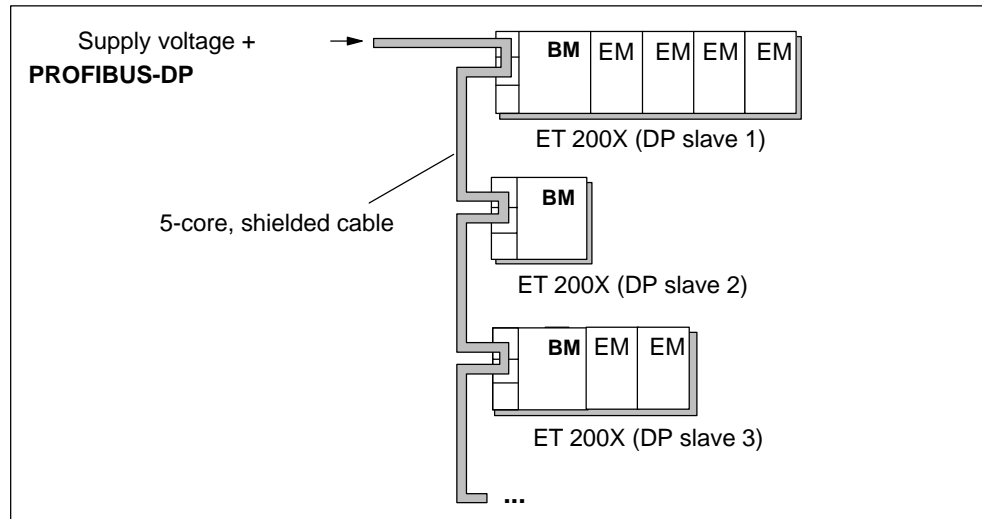 Supply voltage +
PROFIBUS-DP
BM EM EM EM EM
ET 200X (DP slave 1)
BM
5-core, shielded cable
ET 200X (DP slave 2)
BM EM EM
ET 200X (DP slave 3)
...